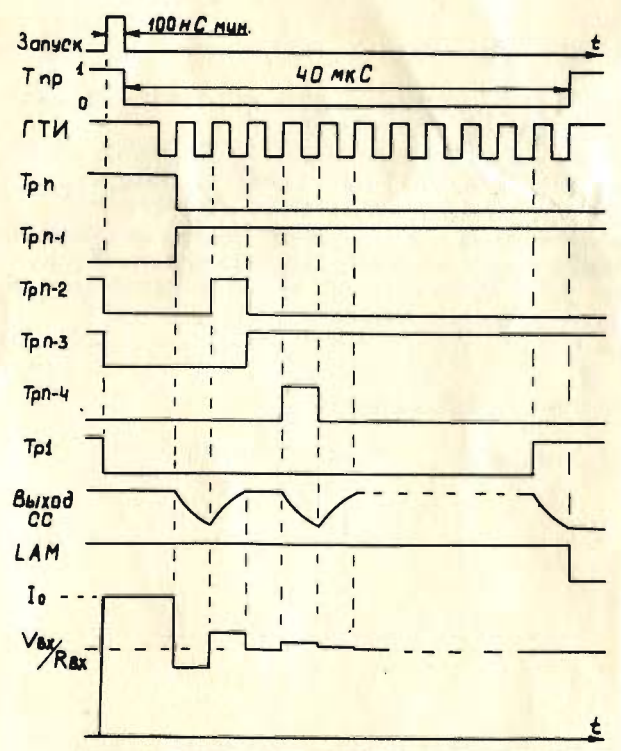 100 нС мин.
Запуск
t
Тпр
1
40 мкС
0
ГТИ
Трn
Трn-1
Трn-2
Трn-3
Трn-4
Тр1
Выход
СС
LAM
I₀
Vвх/Rвх
t